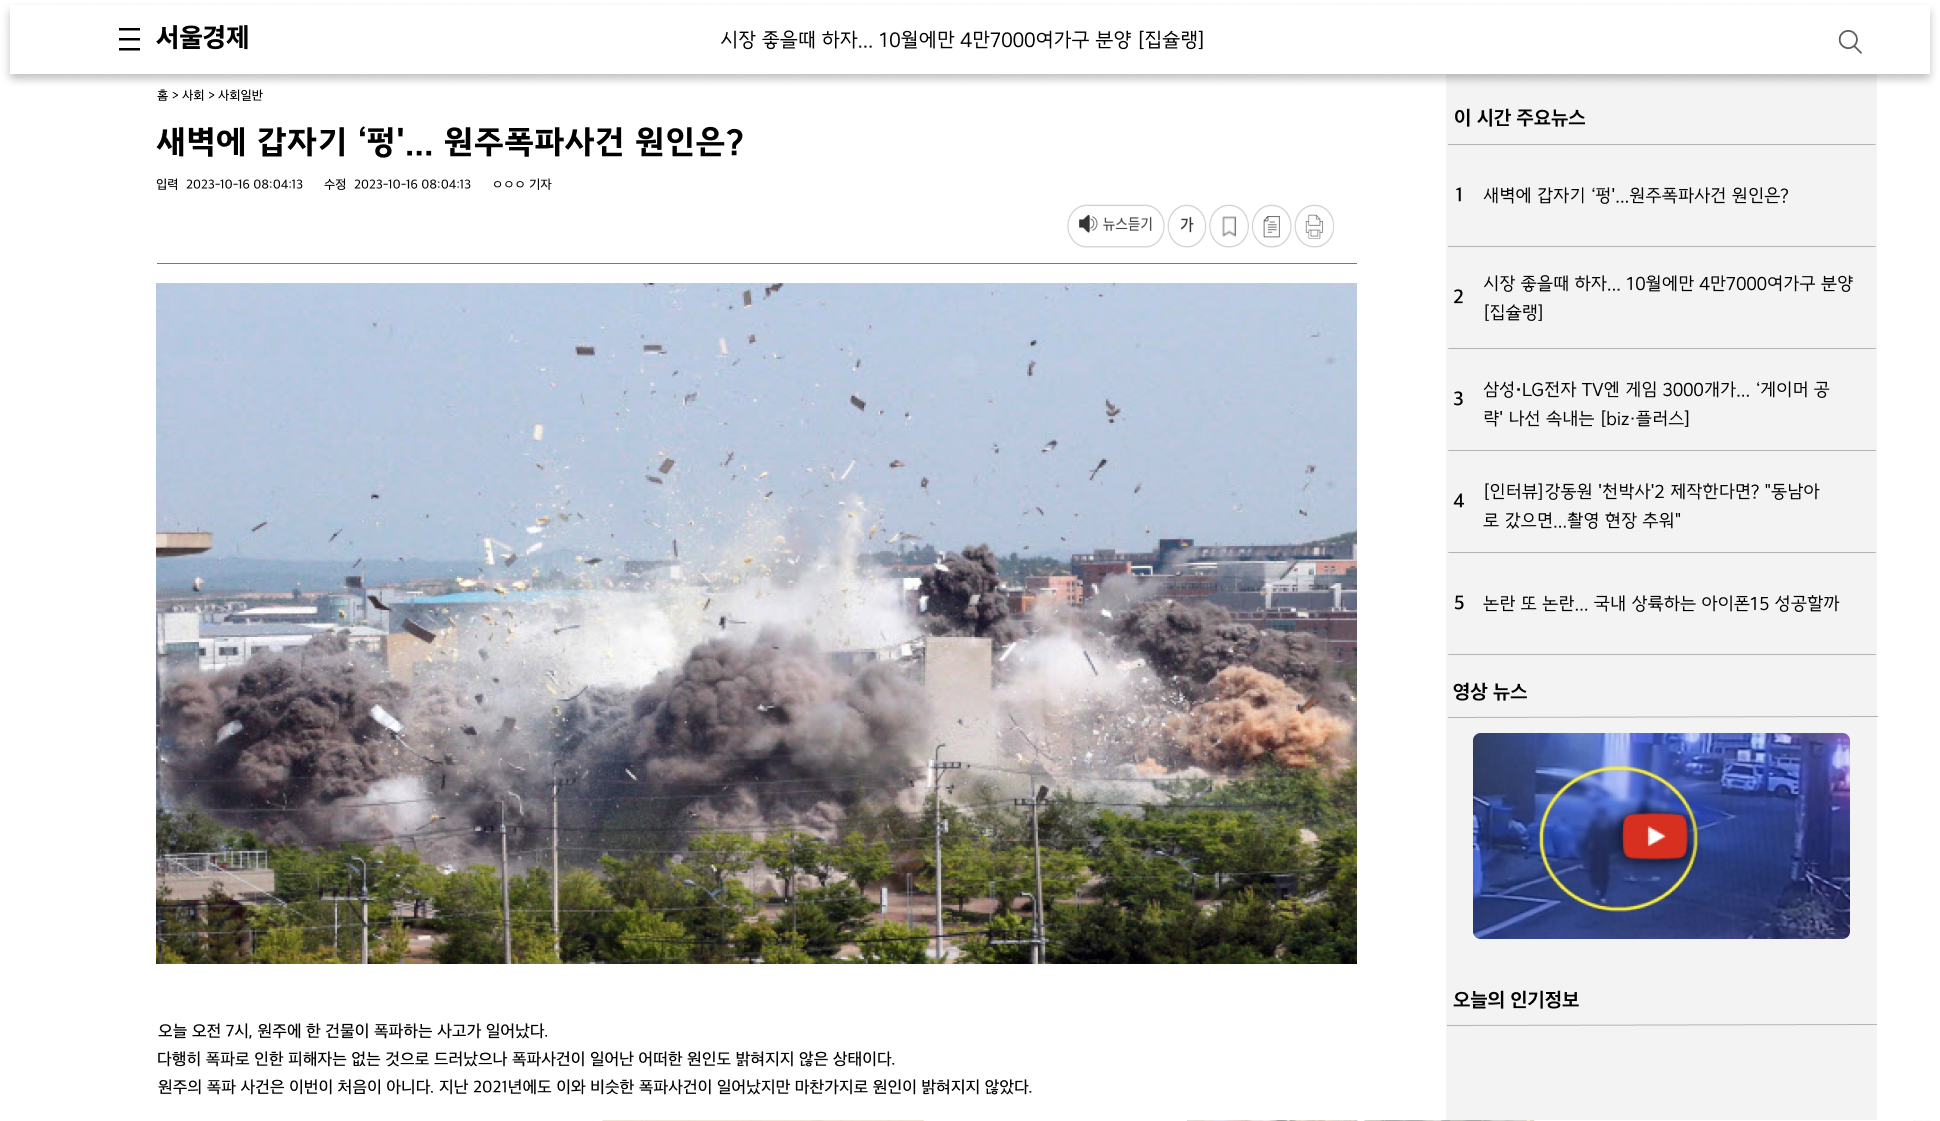 서울경제
시장 좋을때 하자... 10월에만 4만7000여가구 분양 [집슐랭]
홈 > 사회 > 사회일반
새벽에 갑자기 ‘펑'... 원주폭파사건 원인은?
입력 2023-10-16 08:04:13 수정 2023-10-16 08:04:13 ㅇㅇㅇ 기자
뉴스듣기 가
오늘 오전 7시, 원주에 한 건물이 폭파하는 사고가 일어났다.
다행히 폭파로 인한 피해자는 없는 것으로 드러났으나 폭파사건이 일어난 어떠한 원인도 밝혀지지 않은 상태이다.
원주의 폭파 사건은 이번이 처음이 아니다. 지난 2021년에도 이와 비슷한 폭파사건이 일어났지만 마찬가지로 원인이 밝혀지지 않았다.
이 시간 주요뉴스
1 새벽에 갑자기 ‘펑'...원주폭파사건 원인은?
2 시장 좋을때 하자... 10월에만 4만7000여가구 분양
[집슐랭]
3 삼성·LG전자 TV엔 게임 3000개가... ‘게이머 공
략' 나선 속내는 [biz·플러스]
4 [인터뷰]강동원 '천박사'2 제작한다면? "동남아
로 갔으면...촬영 현장 추워"
5 논란 또 논란... 국내 상륙하는 아이폰15 성공할까
영상 뉴스
오늘의 인기정보